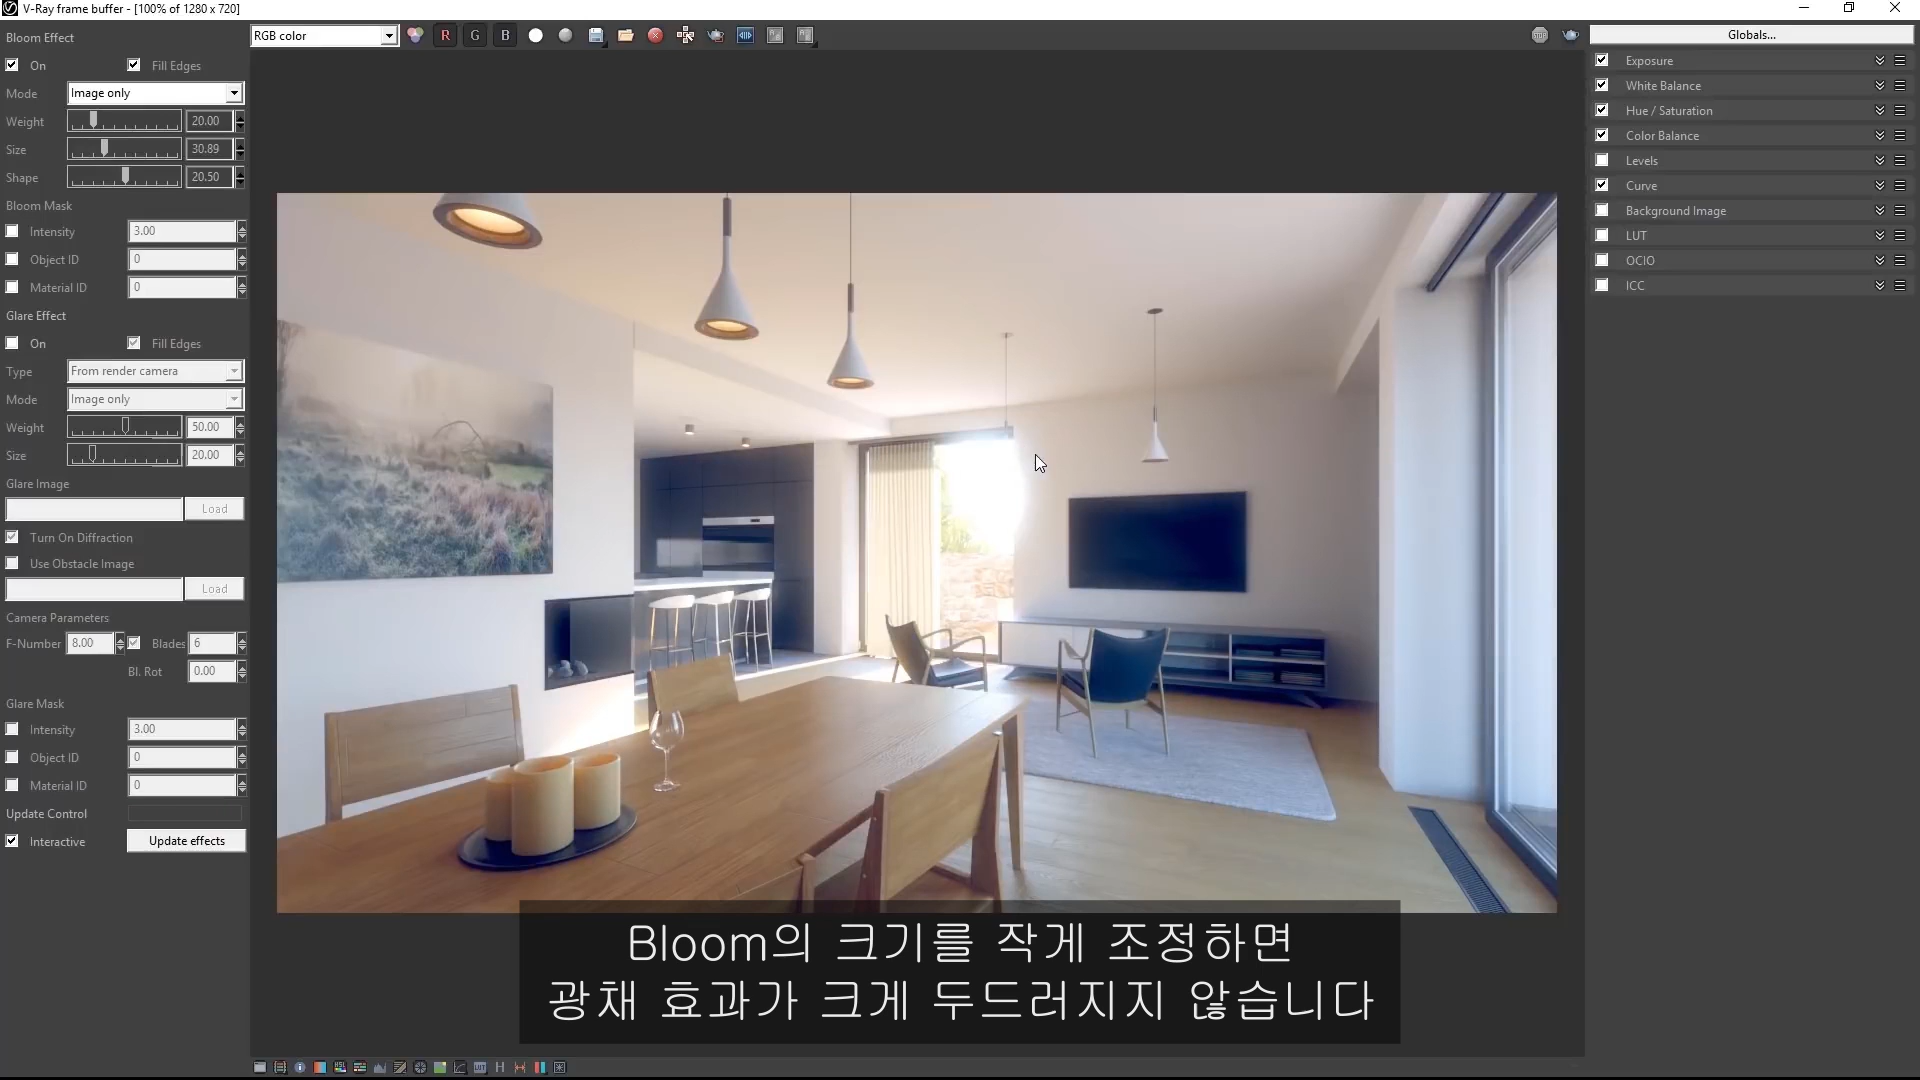 V-Ray frame buffer - [100% of 1280 x 720]
Bloom Effect
On
Fill Edges
Mode
Image only
Weight
20.00
Size
30.89
Shape
20.50
Bloom Mask
Intensity
3.00
Object ID
0
Material ID
0
Glare Effect
On
Fill Edges
Type
From render camera
Mode
Image only
Weight
50.00
Size
20.00
Glare Image
Load
Turn On Diffraction
Use Obstacle Image
Load
Camera Parameters
F-Number
8.00
Blades
6
Bl. Rot
0.00
Glare Mask
Intensity
3.00
Object ID
0
Material ID
0
Update Control
Interactive
Update effects
RGB color
R
G
B
STOP
Globals...
Exposure
White Balance
Hue / Saturation
Color Balance
Levels
Curve
Background Image
LUT
OCIO
ICC
Bloom의 크기를 작게 조정하면
광채 효과가 크게 두드러지지 않습니다
HSL
LUT
H